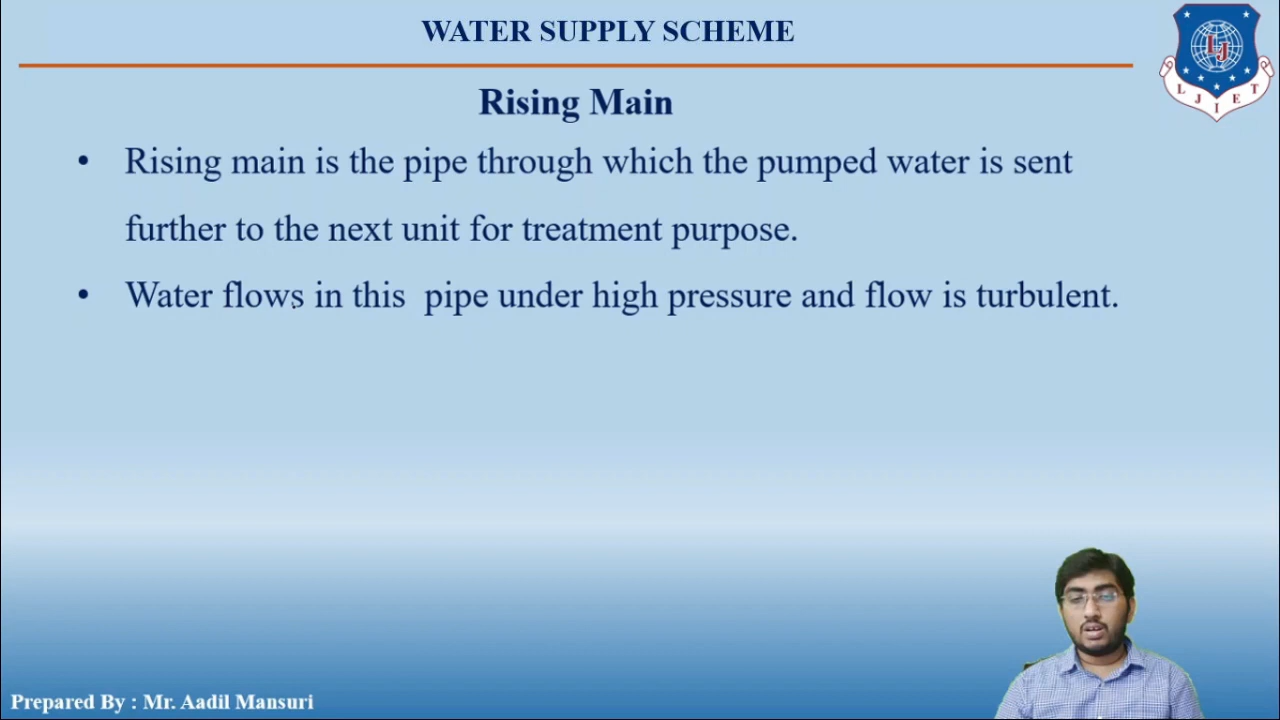 WATER SUPPLY SCHEME
Rising Main
• Rising main is the pipe through which the pumped water is sent
further to the next unit for treatment purpose.
• Water flows in this pipe under high pressure and flow is turbulent.
LJ
L J I E T
Prepared By : Mr. Aadil Mansuri